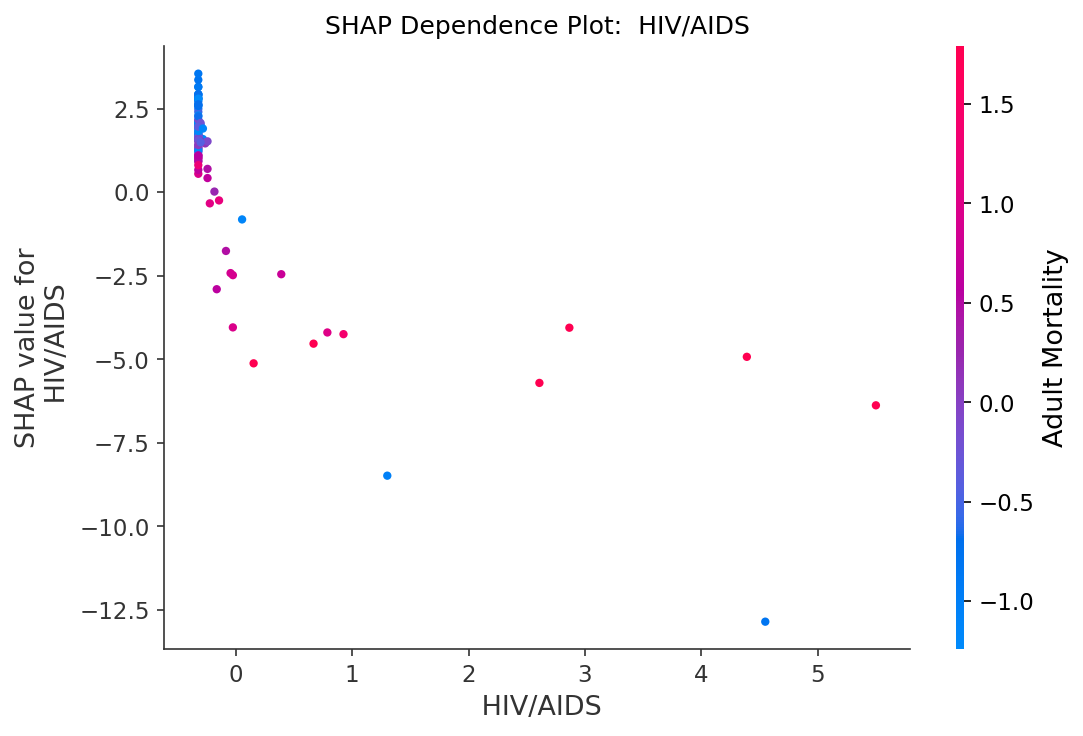 SHAP Dependence Plot:  HIV/AIDS
2.5
0.0
−2.5
−5.0
−7.5
−10.0
−12.5
SHAP value for
HIV/AIDS
0 1 2 3 4 5
HIV/AIDS
1.5
1.0
0.5
0.0
−0.5
−1.0
Adult Mortality